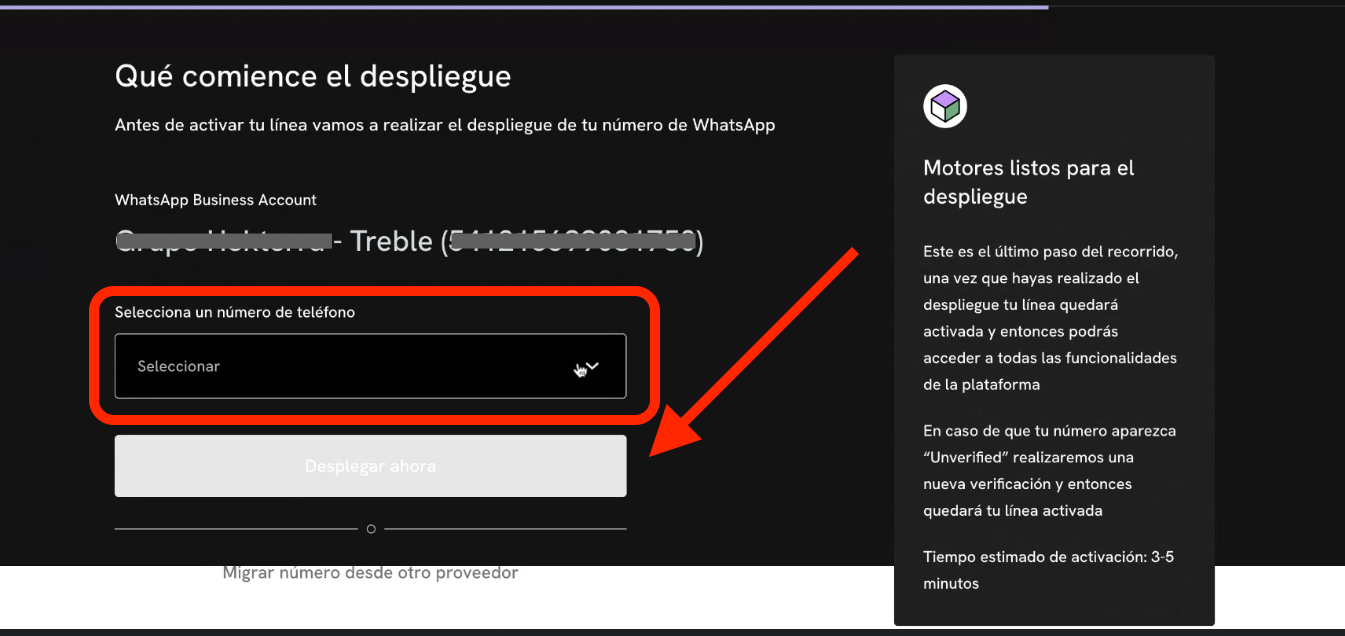 Qué comience el despliegue
Antes de activar tu línea vamos a realizar el despliegue de tu número de WhatsApp
WhatsApp Business Account
- Treble ()
Selecciona un número de teléfono
Seleccionar
Desplegar ahora
o
Migrar número desde otro proveedor
Motores listos para el
despliegue
Este es el último paso del recorrido,
una vez que hayas realizado el
despliegue tu línea quedará
activada y entonces podrás
acceder a todas las funcionalidades
de la plataforma
En caso de que tu número aparezca
“Unverified” realizaremos una
nueva verificación y entonces
quedará tu línea activada
Tiempo estimado de activación: 3-5
minutos